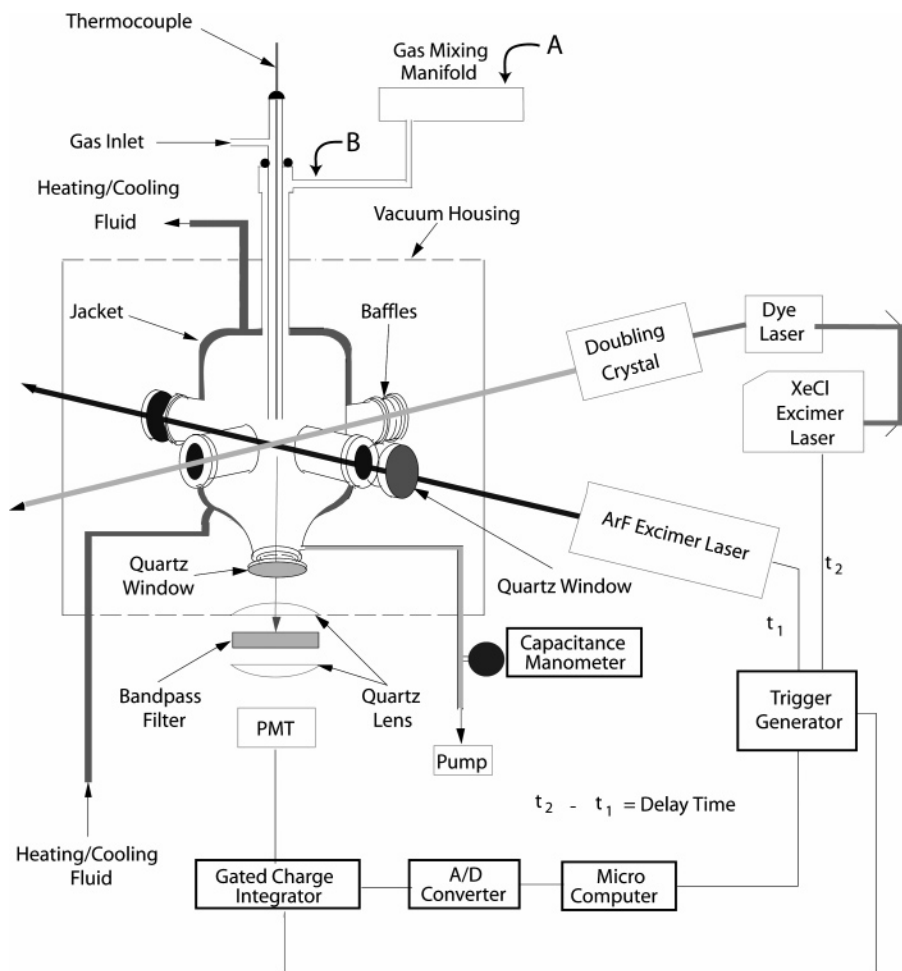 Thermocouple
A
Gas Mixing
Manifold
Gas Inlet
B
Heating/Cooling
Fluid
Vacuum Housing
Jacket
Baffles
Dye
Laser
Doubling
Crystal
XeCl
Excimer
Laser
ArF Excimer Laser
Quartz
Window
Quartz Window
t2
t1
Capacitance
Manometer
Bandpass
Filter
Quartz
Lens
Trigger
Generator
PMT
Pump
t2 - t1 = Delay Time
Heating/Cooling
Fluid
Gated Charge
Integrator
A/D
Converter
Micro
Computer